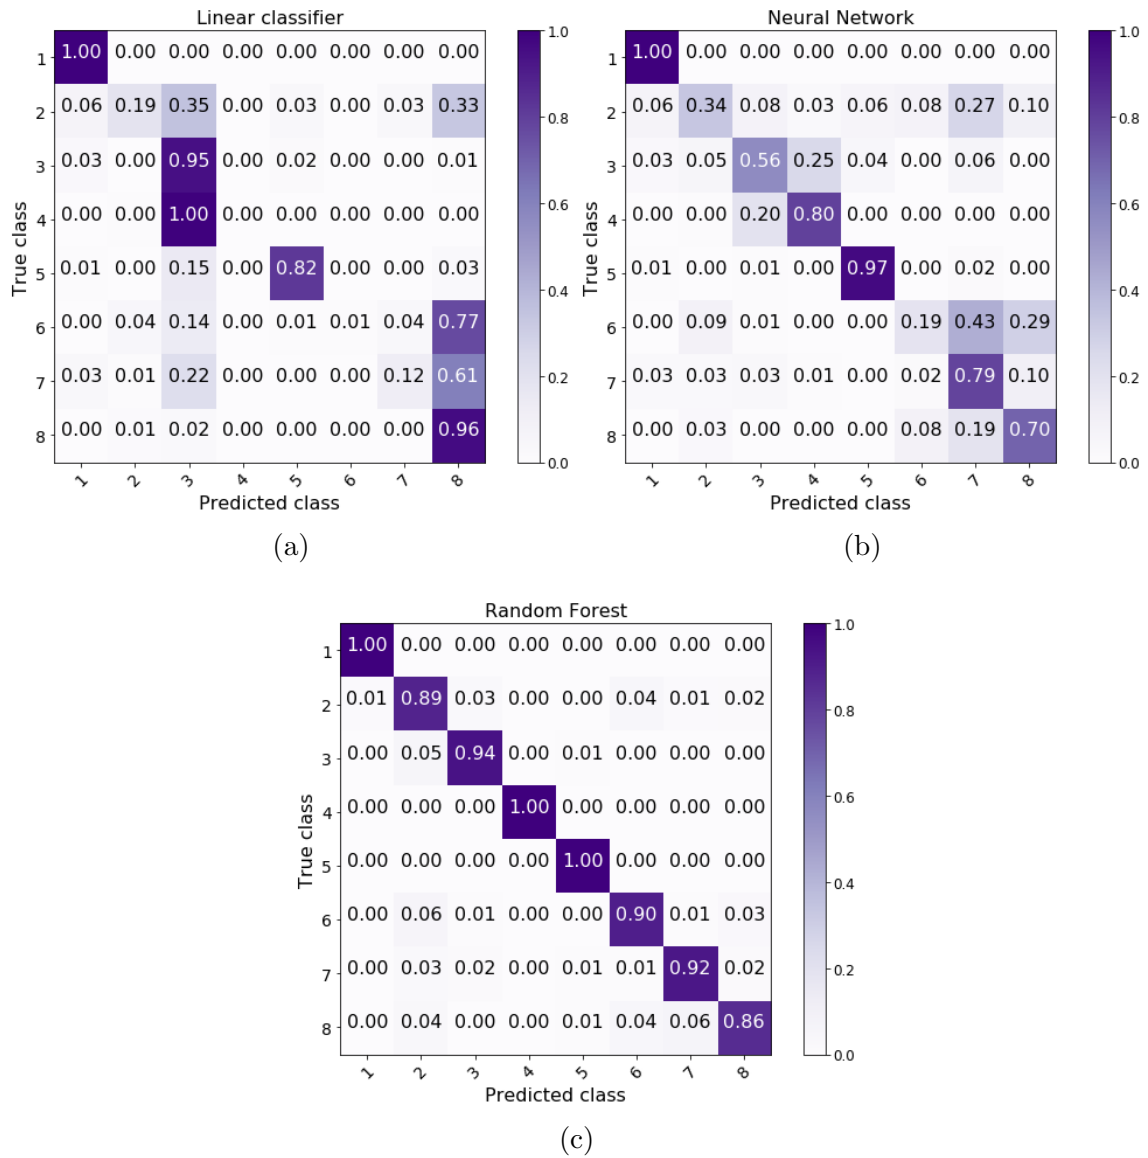 Linear classifier
1 1.00 0.00 0.00 0.00 0.00 0.00 0.00 0.00
2 0.06 0.19 0.35 0.00 0.03 0.00 0.03 0.33
3 0.03 0.00 0.95 0.00 0.02 0.00 0.00 0.01
4 0.00 0.00 1.00 0.00 0.00 0.00 0.00 0.00
5 0.01 0.00 0.15 0.00 0.82 0.00 0.00 0.03
6 0.00 0.04 0.14 0.00 0.01 0.01 0.04 0.77
7 0.03 0.01 0.22 0.00 0.00 0.00 0.12 0.61
8 0.00 0.01 0.02 0.00 0.00 0.00 0.00 0.96
1 2 3 4 5 6 7 8
True class
Predicted class
1.0
0.8
0.6
0.4
0.2
0.0
(a)
Neural Network
1 1.00 0.00 0.00 0.00 0.00 0.00 0.00 0.00
2 0.06 0.34 0.08 0.03 0.06 0.08 0.27 0.10
3 0.03 0.05 0.56 0.25 0.04 0.00 0.06 0.00
4 0.00 0.00 0.20 0.80 0.00 0.00 0.00 0.00
5 0.01 0.00 0.01 0.00 0.97 0.00 0.02 0.00
6 0.00 0.09 0.01 0.00 0.00 0.19 0.43 0.29
7 0.03 0.03 0.03 0.01 0.00 0.02 0.79 0.10
8 0.00 0.03 0.00 0.00 0.00 0.08 0.19 0.70
1 2 3 4 5 6 7 8
True class
Predicted class
1.0
0.8
0.6
0.4
0.2
0.0
(b)
Random Forest
1 1.00 0.00 0.00 0.00 0.00 0.00 0.00 0.00
2 0.01 0.89 0.03 0.00 0.00 0.04 0.01 0.02
3 0.00 0.05 0.94 0.00 0.01 0.00 0.00 0.00
4 0.00 0.00 0.00 1.00 0.00 0.00 0.00 0.00
5 0.00 0.00 0.00 0.00 1.00 0.00 0.00 0.00
6 0.00 0.06 0.01 0.00 0.00 0.90 0.01 0.03
7 0.00 0.03 0.02 0.00 0.01 0.01 0.92 0.02
8 0.00 0.04 0.00 0.00 0.01 0.04 0.06 0.86
1 2 3 4 5 6 7 8
True class
Predicted class
1.0
0.8
0.6
0.4
0.2
0.0
(c)